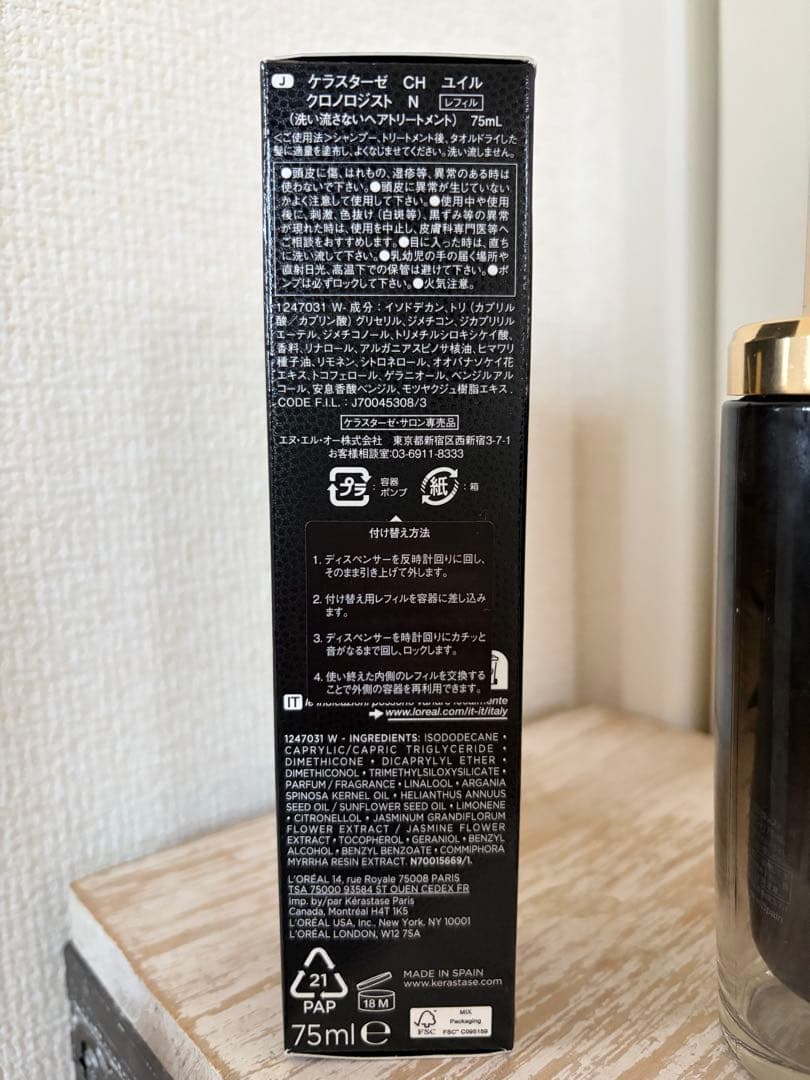 J ケラスターゼ CH ユイル
クロノロジスト N レフィル
(洗い流さないヘアトリートメント) 75mL
<ご使用法>シャンプー、トリートメント後、タオルドライした
髪に適量を塗布し、よくなじませてください。洗い流しません。
●頭皮に傷、はれもの、湿疹等、異常のある時は
使わないで下さい。●頭皮に異常が生じていない
かよく注意して使用して下さい。●使用中や使用
後に、刺激、色抜け(白斑等)、黒ずみ等の異常
が現れた時は、使用を中止し、皮膚科専門医等へ
ご相談をおすすめします。●目に入った時は、直ち
に洗い流して下さい。●乳幼児の手の届く場所や
直射日光、高温下での保管は避けて下さい。●ポ
ンプは必ずロックして下さい。●火気注意。
1247031 W- 成分：イソドデカン、トリ(カプリル
酸/カプリン酸)グリセリル、ジメチコン、ジカプリリル
エーテル、ジメチコノール、トリメチルシロキシケイ酸、
香料、リナロール、アルガニアスピノサ核油、ヒマワリ
種子油、リモネン、シトロネロール、オオバナソケイ花
エキス、トコフェロール、ゲラニオール、ベンジルアル
コール、安息香酸ベンジル、モツヤクジュ樹脂エキス.
CODE F.I.L. : J70045308/3
ケラスターゼ・サロン専売品
エヌ・エル・オー株式会社 東京都新宿区西新宿3-7-1
お客様相談室:03-6911-8333
プラ : 容器 ポンプ 紙 : 箱
付け替え方法
1. ディスペンサーを反時計回りに回し、
そのまま引き上げて外します。
2. 付け替え用レフィルを容器に差し込み
ます。
3. ディスペンサーを時計回りにカチッと
音がなるまで回し、ロックします。
4. 使い終えた内側のレフィルを交換する
ことで外側の容器を再利用できます。
IT le indicazioni possono variare localmente
www.loreal.com/it-it/italy
1247031 W - INGREDIENTS: ISODODECANE •
CAPRYLIC/CAPRIC TRIGLYCERIDE •
DIMETHICONE • DICAPRYLYL ETHER •
DIMETHICONOL • TRIMETHYLSILOXYSILICATE •
PARFUM / FRAGRANCE • LINALOOL • ARGANIA
SPINOSA KERNEL OIL • HELIANTHUS ANNUUS
SEED OIL / SUNFLOWER SEED OIL • LIMONENE
• CITRONELLOL • JASMINUM GRANDIFLORUM
FLOWER EXTRACT / JASMINE FLOWER
EXTRACT • TOCOPHEROL • GERANIOL • BENZYL
ALCOHOL • BENZYL BENZOATE • COMMIPHORA
MYRRHA RESIN EXTRACT. N70015669/1.
L'ORÉAL 14, rue Royale 75008 PARIS
TSA 75000 93584 ST OUEN CEDEX FR
Imp. by/par Kérastase Paris
Canada, Montréal H4T 1K5
L'ORÉAL USA, Inc., New York, NY 10001
L'ORÉAL LONDON, W12 7SA
21
PAP
18 M
MADE IN SPAIN
www.kerastase.com
75ml e
FSC
MIX
Packaging
FSC™ C095159